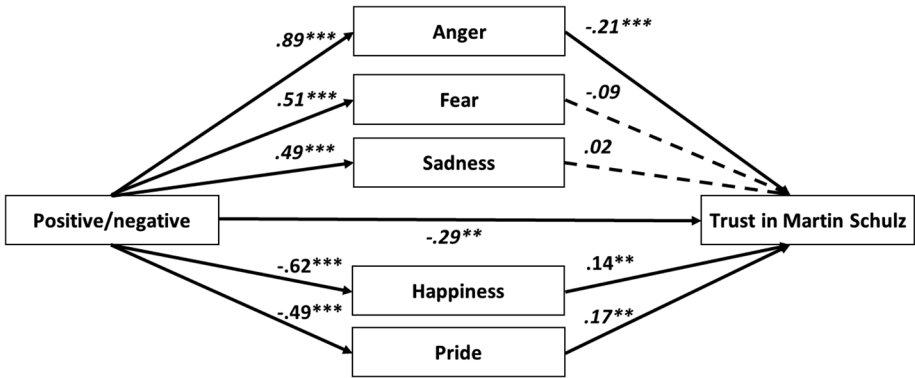 .89***
Anger
-.21***
.51***
Fear
-.09
.49***
Sadness
.02
Positive/negative
-.29**
Trust in Martin Schulz
-.62***
Happiness
.14**
-.49***
Pride
.17**